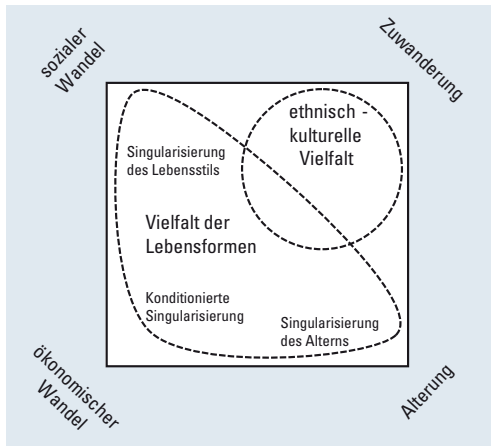 sozialer
Wandel
Zuwanderung
ethnisch -
kulturelle
Vielfalt
Singularisierung
des Lebensstils
Vielfalt der
Lebensformen
Konditionierte
Singularisierung
Singularisierung
des Alterns
ökonomischer
Wandel
Alterung